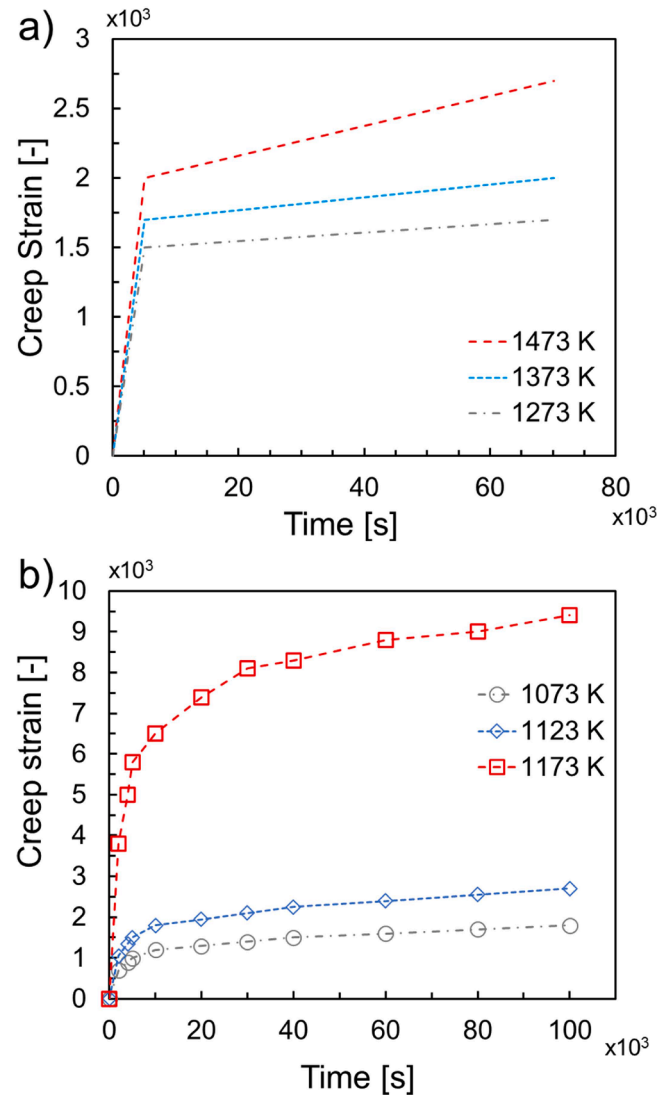 a)
x10³
3
2.5
2
1.5
1
0.5
0
Creep Strain [-]
1473 K
1373 K
1273 K
0 20 40 60 80
x10³
Time [s]
b)
x10³
10
9
8
7
6
5
4
3
2
1
0
Creep strain [-]
1073 K
1123 K
1173 K
0 20 40 60 80 100
x10³
Time [s]